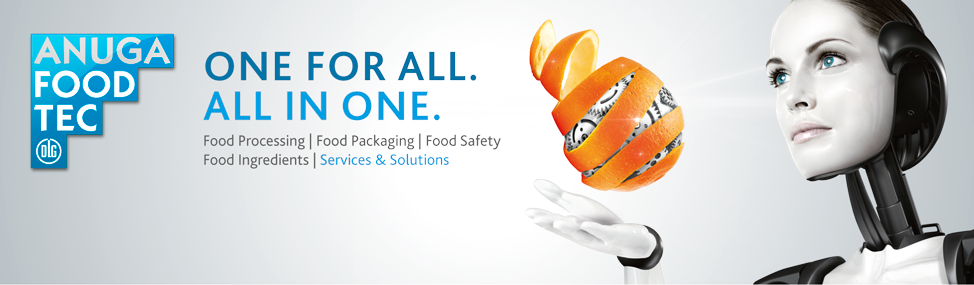 ANUGA
FOOD
TEC
DLG
ONE FOR ALL.
ALL IN ONE.
Food Processing | Food Packaging | Food Safety
Food Ingredients | Services & Solutions